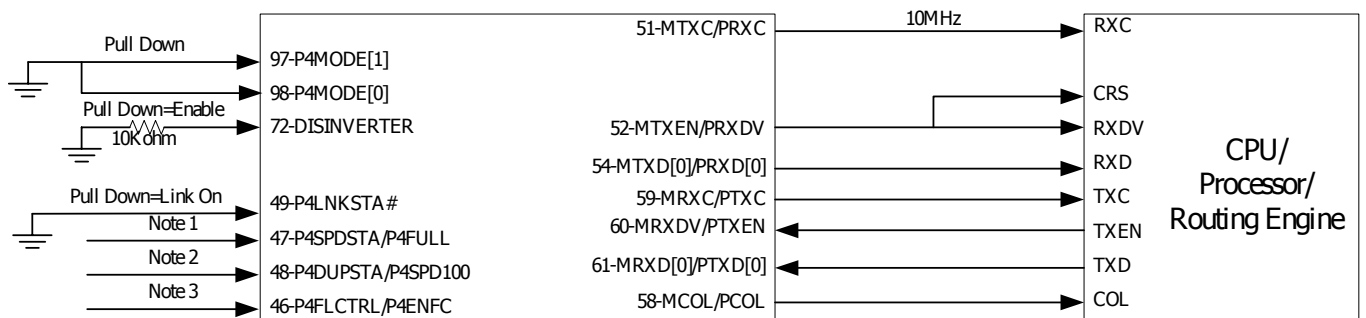 Pull Down
97-P4MODE[1]
98-P4MODE[0]
Pull Down=Enable
10Kohm
72-DISINVERTER
Pull Down=Link On
49-P4LNKSTA#
Note 1
47-P4SPDSTA/P4FULL
Note 2
48-P4DUPSTA/P4SPD100
Note 3
46-P4FLCTRL/P4ENFC
51-MTXC/PRXC
52-MTXEN/PRXDV
54-MTXD[0]/PRXD[0]
59-MRXC/PTXC
60-MRXDV/PTXEN
61-MRXD[0]/PTXD[0]
58-MCOL/PCOL
10MHz
RXC
CRS
RXDV
RXD
TXC
TXEN
TXD
COL
CPU/
Processor/
Routing Engine